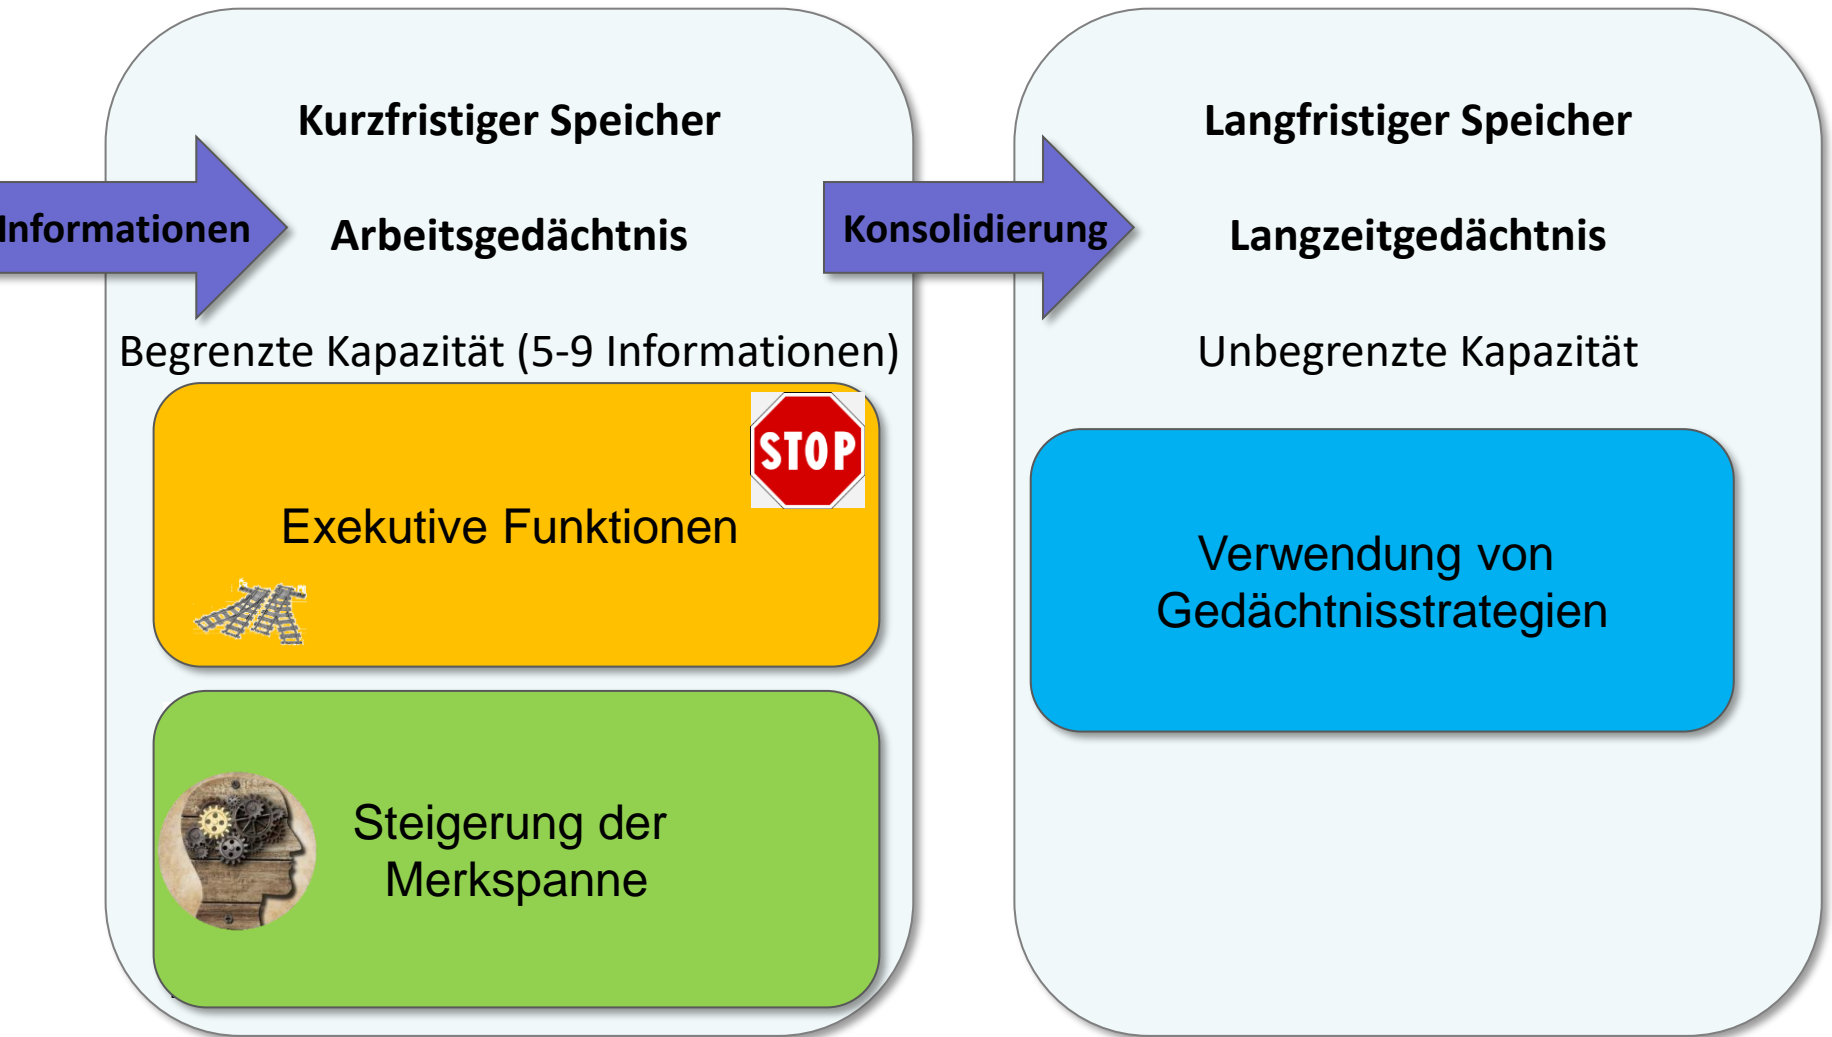 Kurzfristiger Speicher
Informationen
Arbeitsgedächtnis
Begrenzte Kapazität (5-9 Informationen)
STOP
Exekutive Funktionen
Steigerung der
Merkspanne
Konsolidierung
Langfristiger Speicher
Langzeitgedächtnis
Unbegrenzte Kapazität
Verwendung von
Gedächtnisstrategien